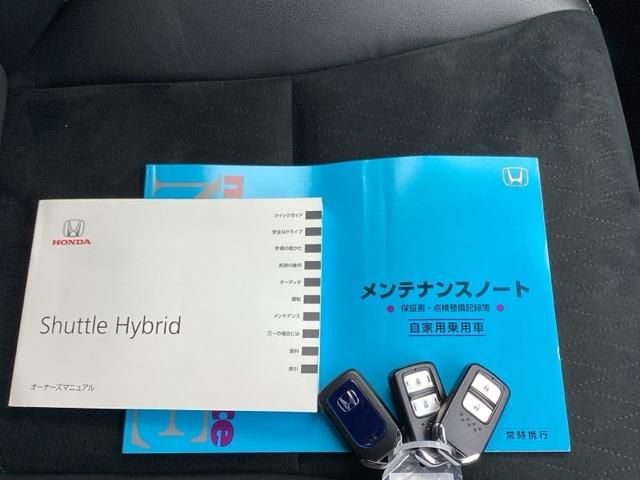 HONDA
Shuttle Hybrid
オーナーズマニュアル
クイックガイド
安全なドライブ
計器の見かた
各部の操作
オーディオ
運転
メンテナンス
万一の場合には
資料
索引
メンテナンスノート
保証書・点検整備記録簿
自家用乗用車
常時携行